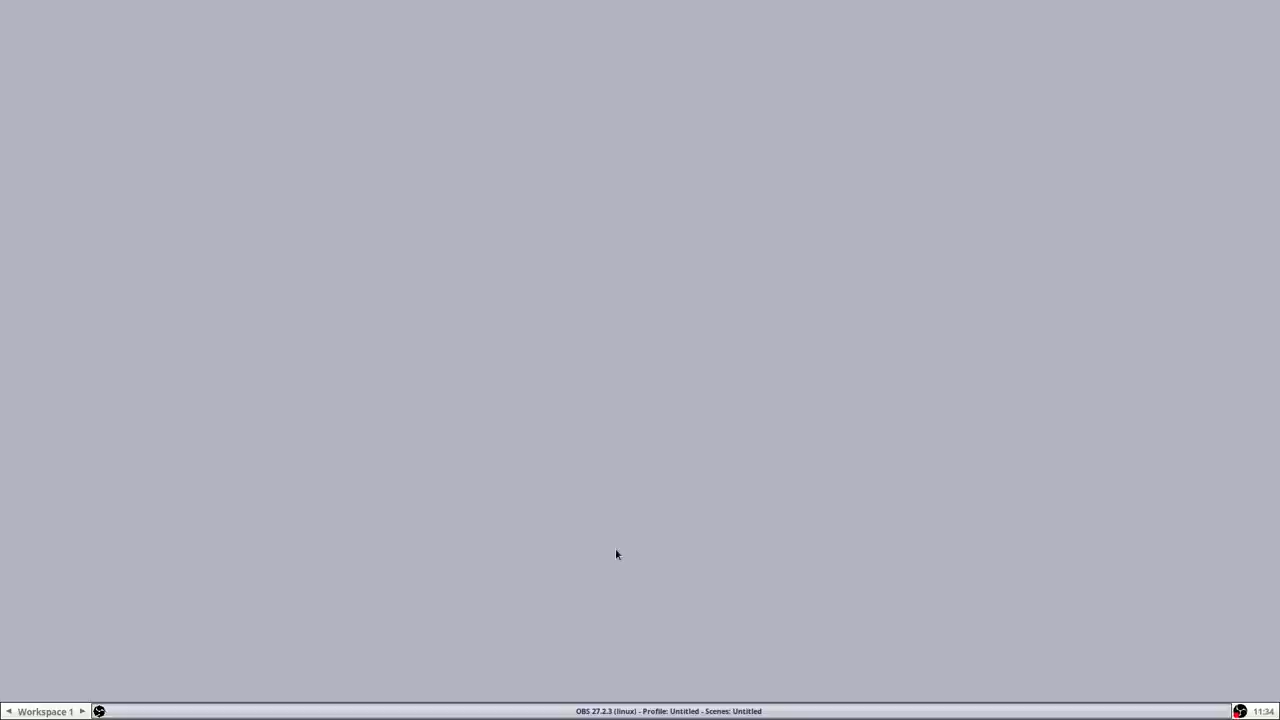 Workspace 1
OBS 27.2.3 (linux) - Profile: Untitled - Scenes: Untitled
11:34